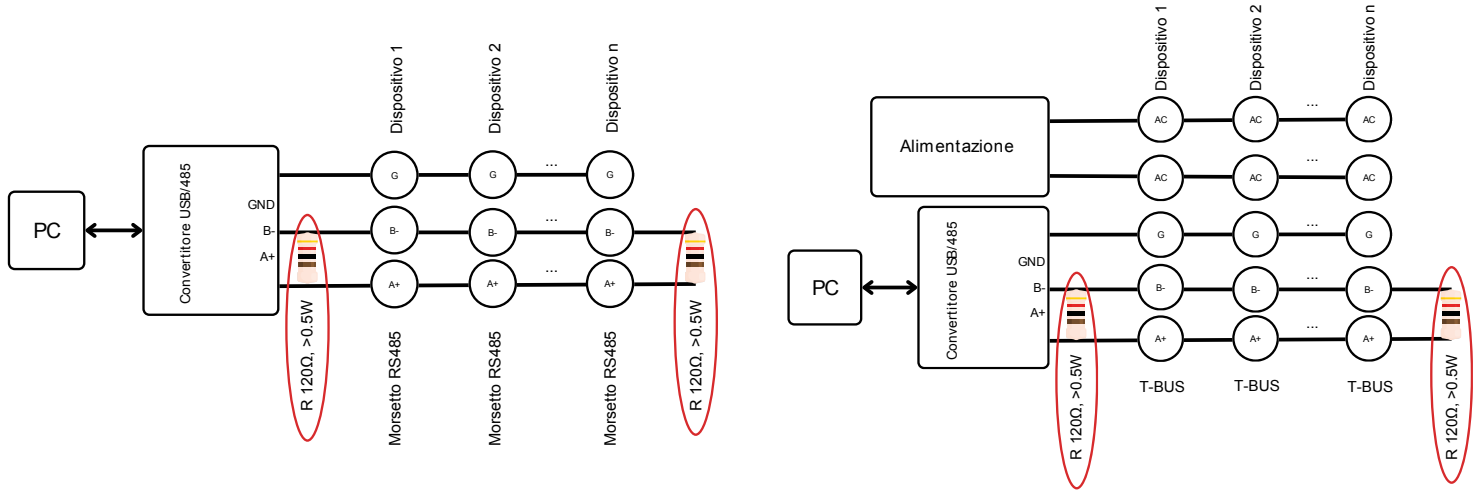 Dispositivo 1
Dispositivo 2
Dispositivo n
PC
Convertitore USB/485
GND
B-
A+
G
G
...
G
B-
B-
...
B-
A+
A+
...
A+
R 120Ω, >0.5W
Morsetto RS485
Morsetto RS485
Morsetto RS485
R 120Ω, >0.5W
Dispositivo 1
Dispositivo 2
Dispositivo n
Alimentazione
AC
AC
...
AC
AC
AC
...
AC
PC
Convertitore USB/485
GND
B-
A+
G
G
...
G
B-
B-
...
B-
A+
A+
...
A+
R 120Ω, >0.5W
T-BUS
T-BUS
T-BUS
R 120Ω, >0.5W